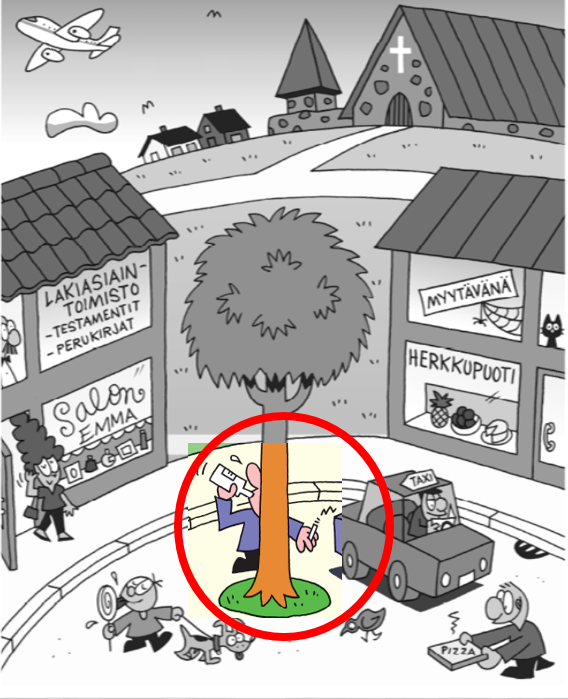 LAKIASIAIN-
TOIMISTO
-TESTAMENTIT
-PERUKIRJAT
Salon
EMMA
MYYTÄVÄNÄ
HERKKUPUOTI
TAXI
PIZZA